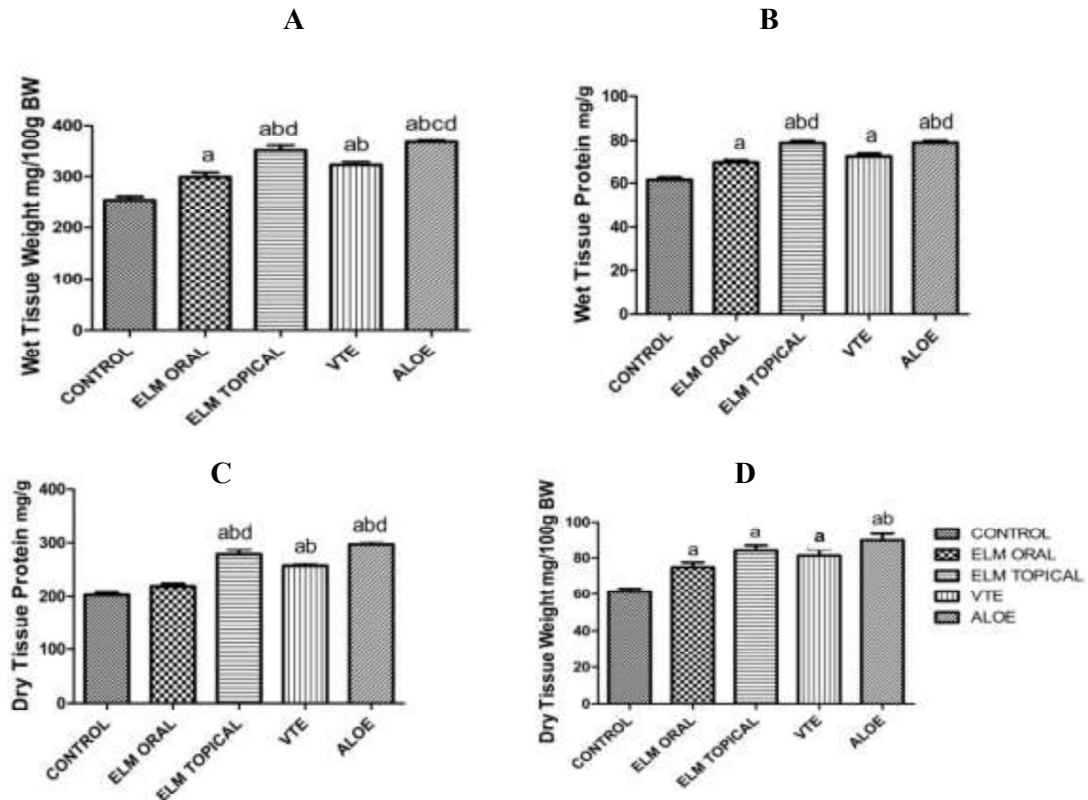 A
Wet Tissue Weight mg/100g BW
400
300
200
100
0
a
abd
ab
abcd
CONTROL
ELM ORAL
ELM TOPICAL
VTE
ALOE
B
Wet Tissue Protein mg/g
100
80
60
40
20
0
a
abd
a
abd
CONTROL
ELM ORAL
ELM TOPICAL
VTE
ALOE
C
Dry Tissue Protein mg/g
400
300
200
100
0
abd
ab
abd
CONTROL
ELM ORAL
ELM TOPICAL
VTE
ALOE
D
Dry Tissue Weight mg/100g BW
100
80
60
40
20
0
a
a
a
ab
CONTROL
ELM ORAL
ELM TOPICAL
VTE
ALOE
CONTROL
ELM ORAL
ELM TOPICAL
VTE
ALOE